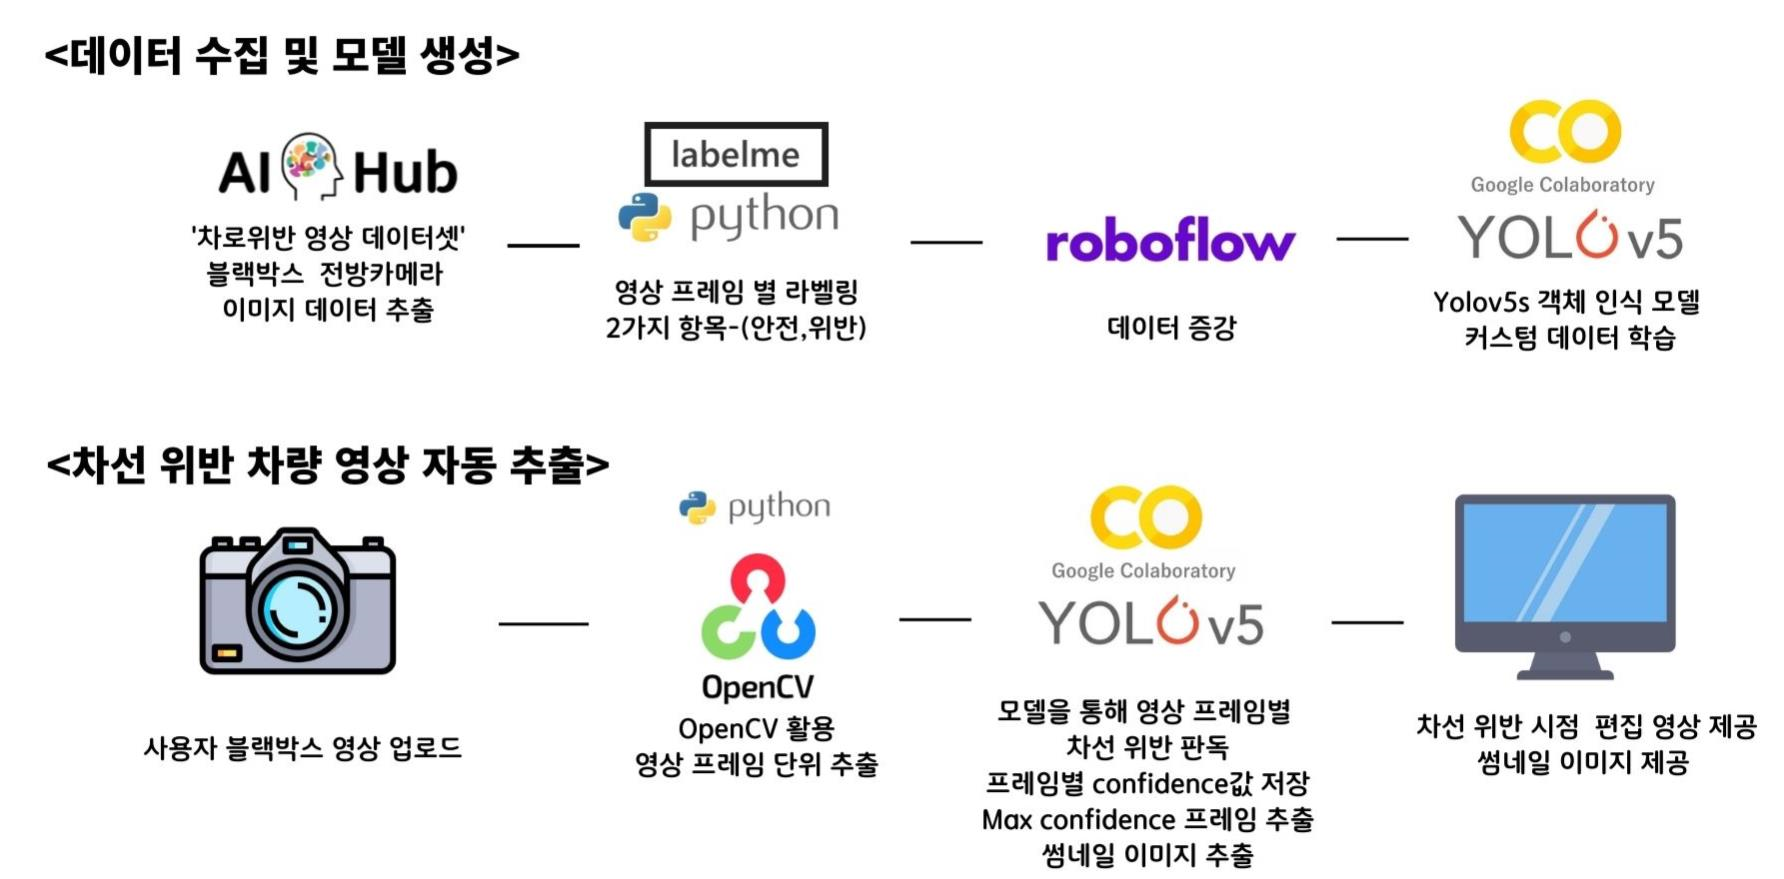 <데이터 수집 및 모델 생성>
AI Hub
'차로위반 영상 데이터셋'
블랙박스 전방카메라
이미지 데이터 추출
labelme
python
영상 프레임 별 라벨링
2가지 항목-(안전,위반)
roboflow
데이터 증강
Google Colaboratory
YOLOv5
Yolov5s 객체 인식 모델
커스텀 데이터 학습
<차선 위반 차량 영상 자동 추출>
사용자 블랙박스 영상 업로드
python
OpenCV
OpenCV 활용
영상 프레임 단위 추출
Google Colaboratory
YOLOv5
모델을 통해 영상 프레임별
차선 위반 판독
프레임별 confidence값 저장
Max confidence 프레임 추출
썸네일 이미지 추출
차선 위반 시점 편집 영상 제공
썸네일 이미지 제공